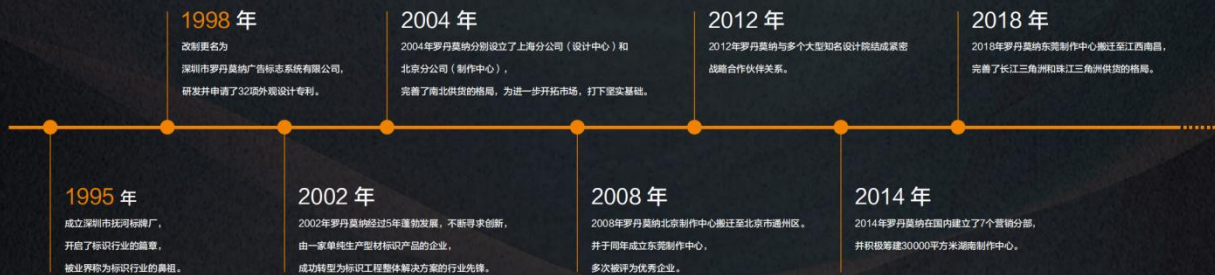 1998 年
改制更名为
深圳市罗丹莫纳广告标志系统有限公司，
研发并申请了32项外观设计专利。
2004 年
2004年罗丹莫纳分别设立了上海分公司（设计中心）和
北京分公司（制作中心），
完善了南北供货的格局，为进一步开拓市场，打下坚实基础。
2012 年
2012年罗丹莫纳与多个大型知名设计院结成紧密
战略合作伙伴关系。
2018 年
2018年罗丹莫纳东莞制作中心搬迁至江西南昌，
完善了长江三角洲和珠江三角洲供货的格局。
1995 年
成立深圳市抚河标牌厂，
开启了标识行业的篇章，
被业界称为标识行业的鼻祖。
2002 年
2002年罗丹莫纳经过5年蓬勃发展，不断寻求创新，
由一家单纯生产型材标识产品的企业，
成功转型为标识工程整体解决方案的行业先锋。
2008 年
2008年罗丹莫纳北京制作中心搬迁至北京市通州区。
并于同年成立东莞制作中心，
多次被评为优秀企业。
2014 年
2014年罗丹莫纳在国内建立了7个营销分部，
并积极筹建30000平方米湖南制作中心。